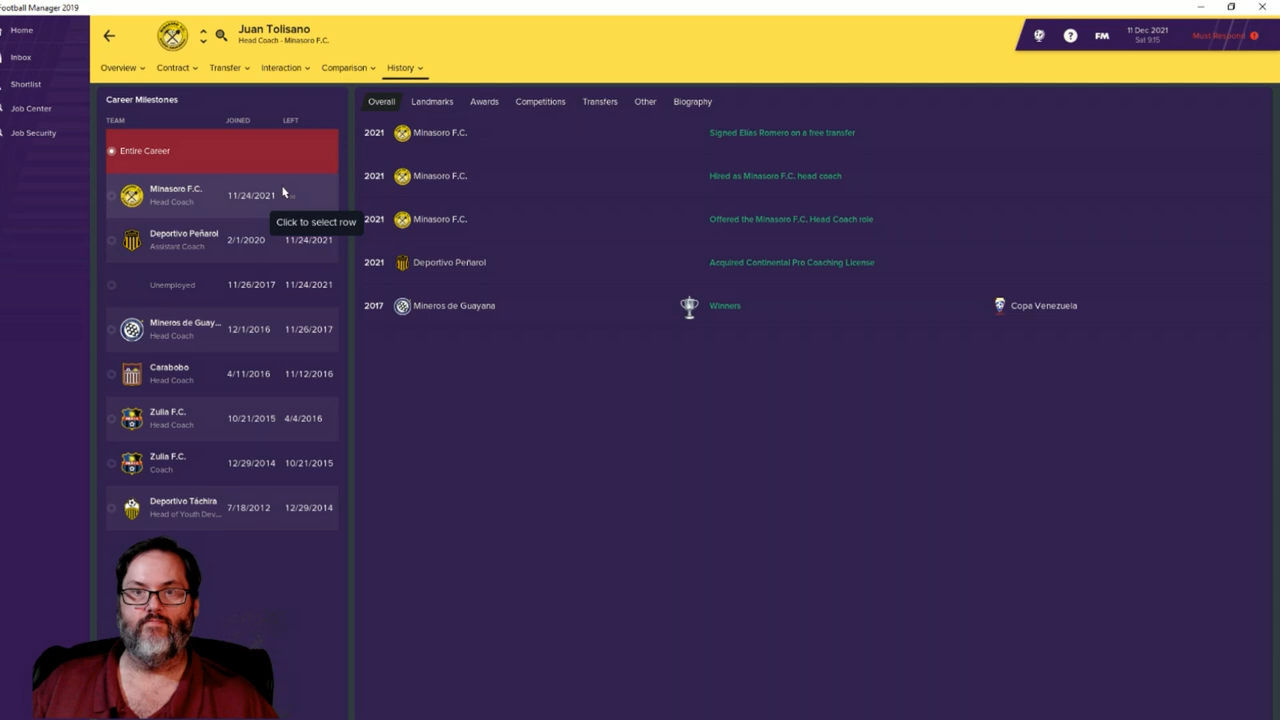 Football Manager 2019
Home
Inbox
Shortlist
Job Center
Job Security
Juan Tolisano
Head Coach - Minasoro F.C.
11 Dec 2021
Sat 9:15
FM
Must Respond
Overview
Contract
Transfer
Interaction
Comparison
History
Career Milestones
TEAM JOINED LEFT
Entire Career
Minasoro F.C.
Head Coach
11/24/2021
Click to select row
Deportivo Peñarol
Assistant Coach
2/1/2020 11/24/2021
Unemployed 11/26/2017 11/24/2021
Mineros de Guay...
Head Coach
12/1/2016 11/26/2017
Carabobo
Head Coach
4/11/2016 11/12/2016
Zulia F.C.
Head Coach
10/21/2015 4/4/2016
Zulia F.C.
Coach
12/29/2014 10/21/2015
Deportivo Táchira
Head of Youth Dev...
7/18/2012 12/29/2014
Overall Landmarks Awards Competitions Transfers Other Biography
2021 Minasoro F.C. Signed Elias Romero on a free transfer
2021 Minasoro F.C. Hired as Minasoro F.C. head coach
2021 Minasoro F.C. Offered the Minasoro F.C. Head Coach role
2021 Deportivo Peñarol Acquired Continental Pro Coaching License
2017 Mineros de Guayana Winners Copa Venezuela